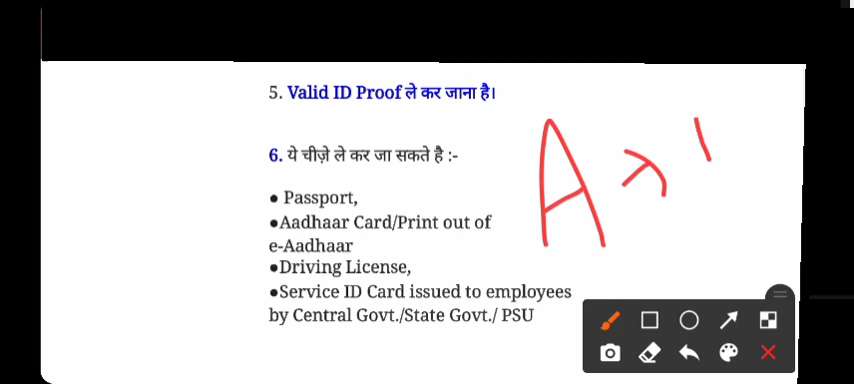 5. Valid ID Proof ले कर जाना है।
6. ये चीज़े ले कर जा सकते है :-
● Passport,
●Aadhaar Card/Print out of
e-Aadhaar
●Driving License,
●Service ID Card issued to employees
by Central Govt./State Govt./ PSU
A